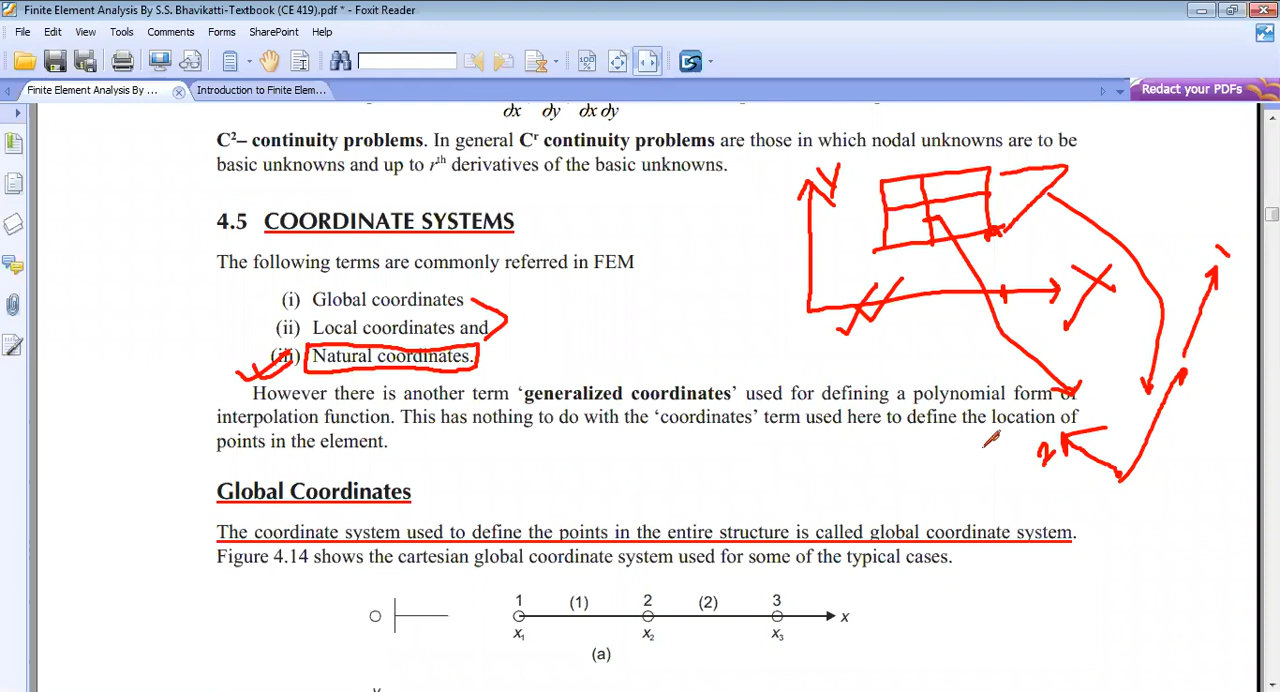 Finite Element Analysis By S.S. Bhavikatti-Textbook (CE 419).pdf * - Foxit Reader
File Edit View Tools Comments Forms SharePoint Help
Finite Element Analysis By ... Introduction to Finite Elem... Redact your PDFs
dx dy dx dy
C²– continuity problems. In general Cʳ continuity problems are those in which nodal unknowns are to be
basic unknowns and up to rᵗʰ derivatives of the basic unknowns.
4.5 COORDINATE SYSTEMS
The following terms are commonly referred in FEM
(i) Global coordinates
(ii) Local coordinates and
(iii) Natural coordinates.
However there is another term ‘generalized coordinates’ used for defining a polynomial form of
interpolation function. This has nothing to do with the ‘coordinates’ term used here to define the location of
points in the element.
Global Coordinates
The coordinate system used to define the points in the entire structure is called global coordinate system.
Figure 4.14 shows the cartesian global coordinate system used for some of the typical cases.
1 (1) 2 (2) 3
x
x₁ x₂ x₃
(a)
Y
X
2